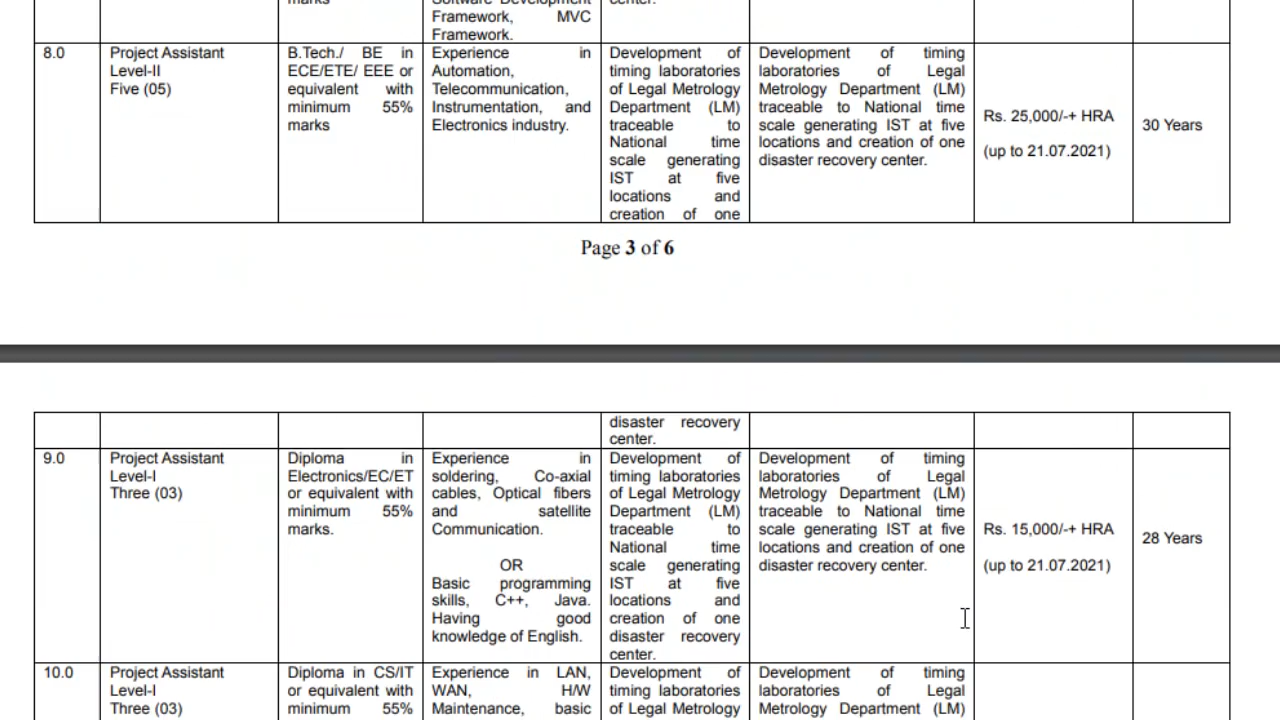 marks
Software Development
Framework, MVC
Framework.
center.
8.0
Project Assistant
Level-II
Five (05)
B.Tech./ BE in
ECE/ETE/ EEE or
equivalent with
minimum 55%
marks
Experience in
Automation,
Telecommunication,
Instrumentation, and
Electronics industry.
Development of
timing laboratories
of Legal Metrology
Department (LM)
traceable to
National time
scale generating
IST at five
locations and
creation of one
Development of timing
laboratories of Legal
Metrology Department (LM)
traceable to National time
scale generating IST at five
locations and creation of one
disaster recovery center.
Rs. 25,000/-+ HRA
(up to 21.07.2021)
30 Years
Page 3 of 6
disaster recovery
center.
9.0
Project Assistant
Level-I
Three (03)
Diploma in
Electronics/EC/ET
or equivalent with
minimum 55%
marks.
Experience in
soldering, Co-axial
cables, Optical fibers
and satellite
Communication.
OR
Basic programming
skills, C++, Java.
Having good
knowledge of English.
Development of
timing laboratories
of Legal Metrology
Department (LM)
traceable to
National time
scale generating
IST at five
locations and
creation of one
disaster recovery
center.
Development of timing
laboratories of Legal
Metrology Department (LM)
traceable to National time
scale generating IST at five
locations and creation of one
disaster recovery center.
Rs. 15,000/-+ HRA
(up to 21.07.2021)
28 Years
10.0
Project Assistant
Level-I
Three (03)
Diploma in CS/IT
or equivalent with
minimum 55%
Experience in LAN,
WAN, H/W
Maintenance, basic
Development of
timing laboratories
of Legal Metrology
Development of timing
laboratories of Legal
Metrology Department (LM)